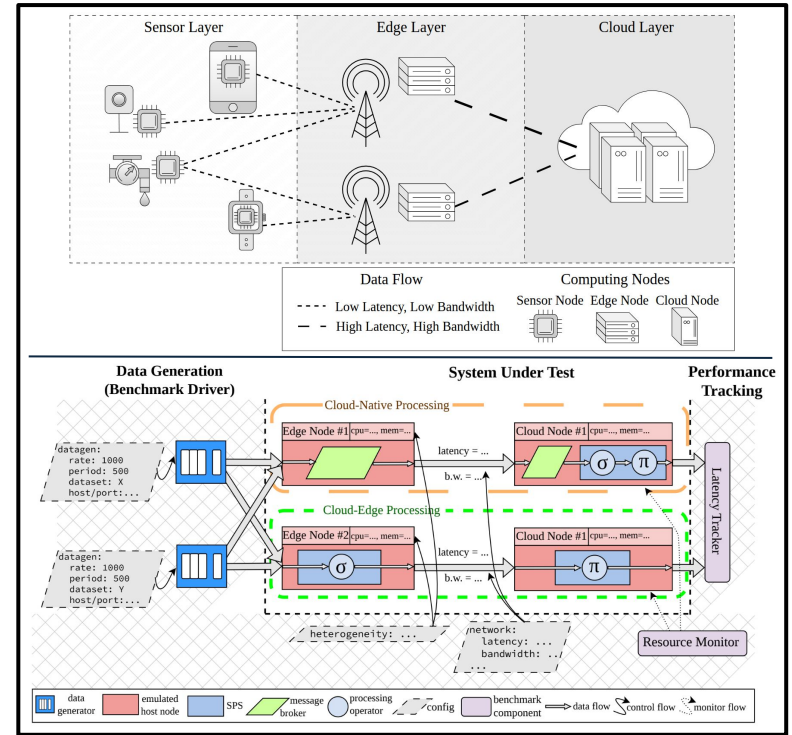 Sensor Layer
Edge Layer
Cloud Layer
Data Flow
Low Latency, Low Bandwidth
High Latency, High Bandwidth
Computing Nodes
Sensor Node Edge Node Cloud Node
Data Generation
(Benchmark Driver)
System Under Test
Performance
Tracking
Cloud-Native Processing
Edge Node #1 cpu=..., mem=...
latency = ...
b.w. = ...
Cloud Node #1 cpu=..., mem=...
σ π
datagen:
rate: 1000
period: 500
dataset: X
host/port:...
Cloud-Edge Processing
Edge Node #2 cpu=..., mem=...
σ
latency = ...
b.w. = ...
Cloud Node #1 cpu=..., mem=...
π
datagen:
rate: 1000
period: 500
dataset: Y
host/port:...
Latency Tracker
heterogeneity: ...
network:
latency: ...
bandwidth: ..
...
Resource Monitor
data
generator
emulated
host node
SPS
message
broker
processing
operator
config
benchmark
component
data flow
control flow
monitor flow